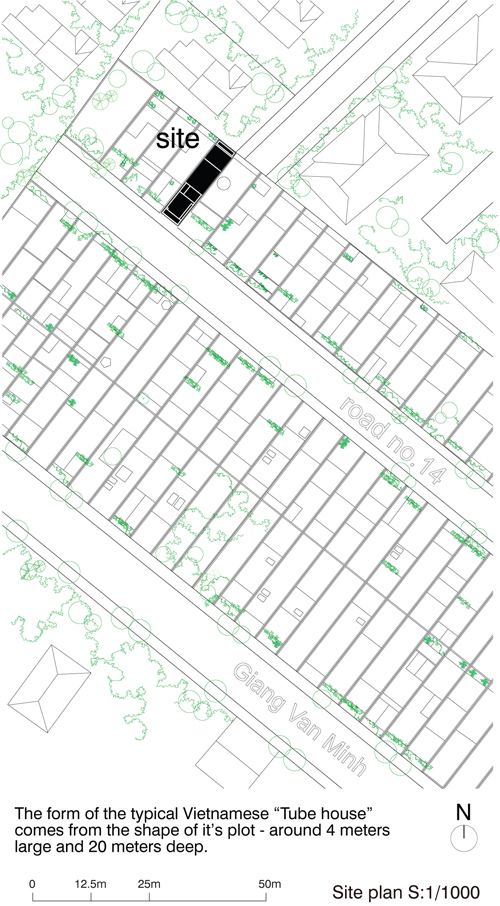 site
road no. 14
Giang Van Minh
The form of the typical Vietnamese “Tube house”
comes from the shape of it's plot - around 4 meters
large and 20 meters deep.
N
0 12.5m 25m 50m
Site plan S:1/1000